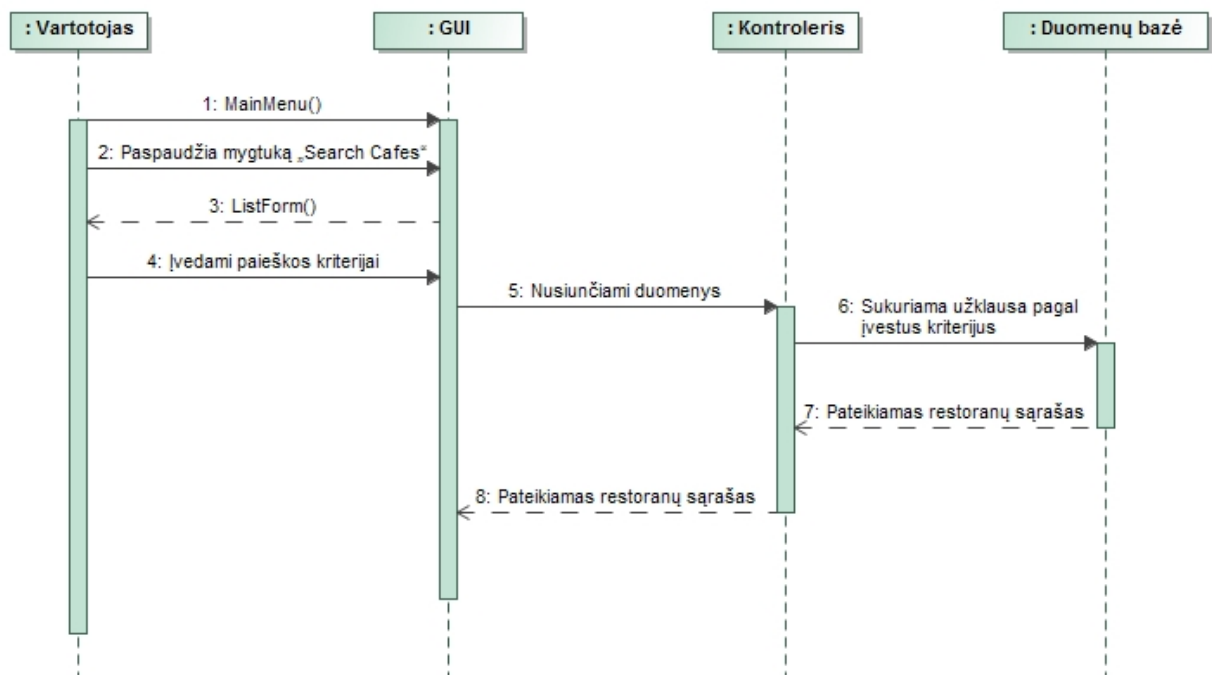 : Vartotojas
: GUI
: Kontroleris
: Duomenų bazė
1: MainMenu()
2: Paspaudžia mygtuką „Search Cafes“
3: ListForm()
4: Įvedami paieškos kriterijai
5: Nusiunčiami duomenys
6: Sukuriama užklausa pagal
įvestus kriterijus
7: Pateikiamas restoranų sąrašas
8: Pateikiamas restoranų sąrašas